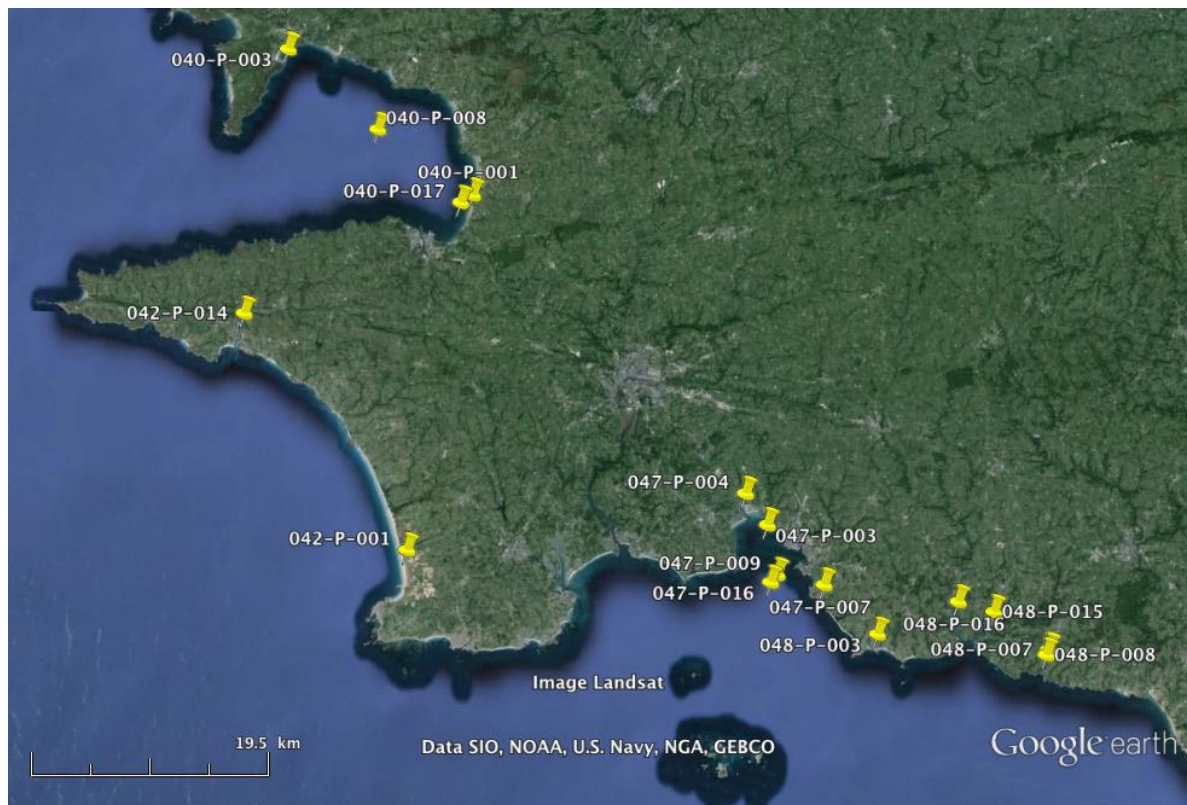 040-P-003
040-P-008
040-P-001
040-P-017
042-P-014
047-P-004
047-P-003
042-P-001
047-P-009
047-P-016
047-P-007
048-P-015
048-P-016
048-P-003
048-P-007
048-P-008
Image Landsat
19.5 km
Data SIO, NOAA, U.S. Navy, NGA, GEBCO
Google earth